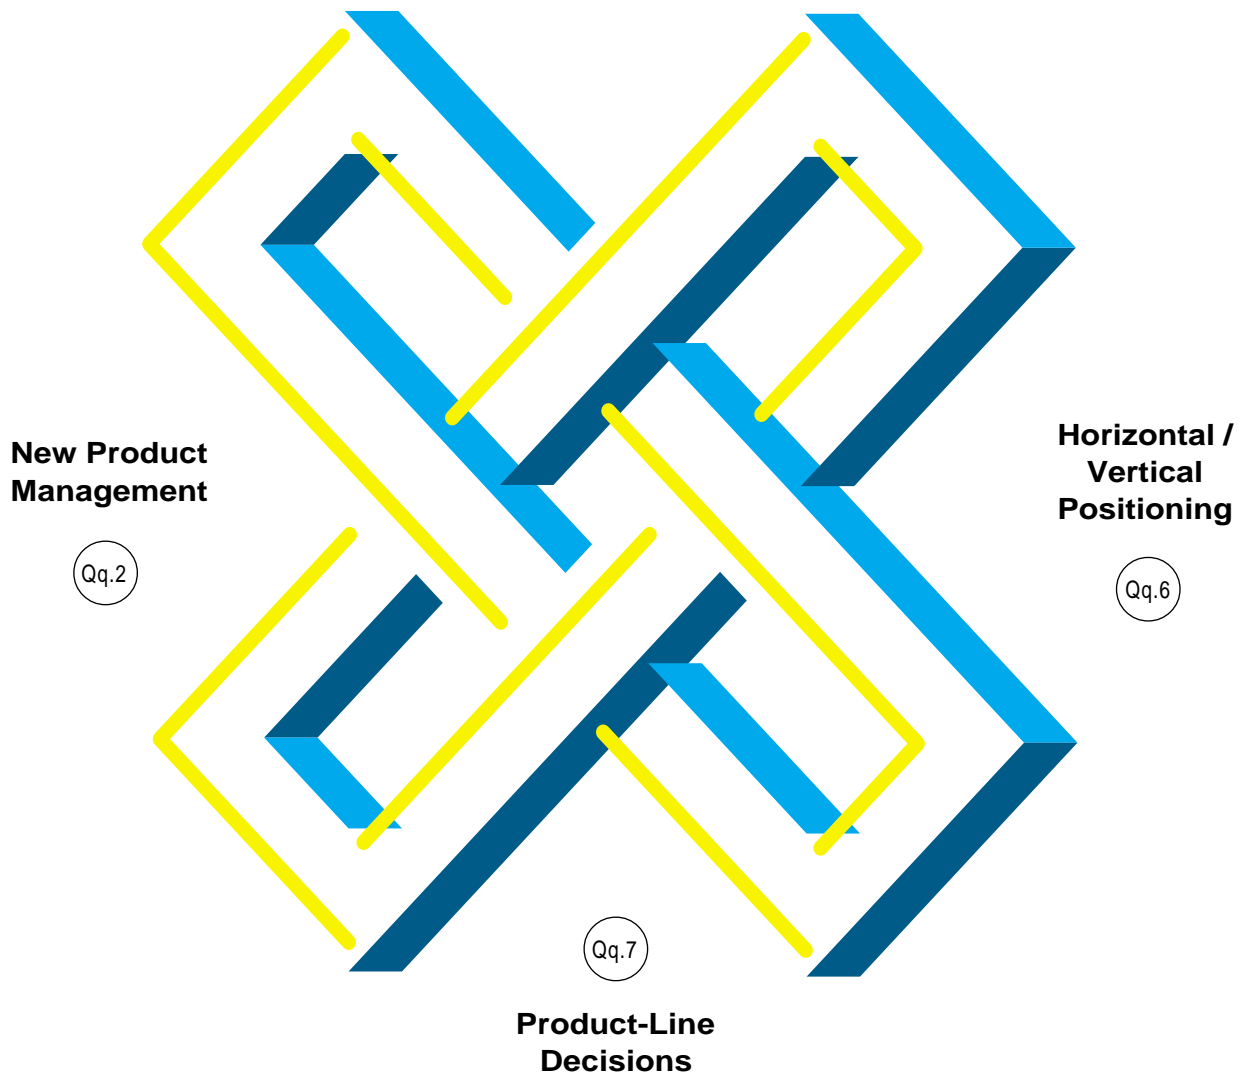 New Product
Management
Qq.2
Horizontal /
Vertical
Positioning
Qq.6
Qq.7
Product-Line
Decisions